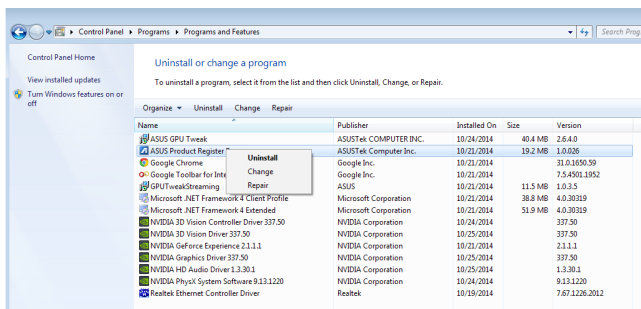 Control Panel Programs Programs and Features Search Prog
Control Panel Home
View installed updates
Turn Windows features on or
off
Uninstall or change a program
To uninstall a program, select it from the list and then click Uninstall, Change, or Repair.
Organize Uninstall Change Repair
Name Publisher Installed On Size Version
ASUS GPU Tweak ASUSTek COMPUTER INC. 10/24/2014 40.4 MB 2.6.4.0
ASUS Product Register ASUSTek Computer Inc. 10/21/2014 19.2 MB 1.0.026
Google Chrome Google Inc. 10/21/2014 31.0.1650.59
Google Toolbar for Inte Google Inc. 10/21/2014 7.5.4501.1952
GPUTweakStreaming ASUS 10/21/2014 11.5 MB 1.0.3.5
Microsoft .NET Framework 4 Client Profile Microsoft Corporation 10/21/2014 38.8 MB 4.0.30319
Microsoft .NET Framework 4 Extended Microsoft Corporation 10/21/2014 51.9 MB 4.0.30319
NVIDIA 3D Vision Controller Driver 337.50 NVIDIA Corporation 10/24/2014 337.50
NVIDIA 3D Vision Driver 337.50 NVIDIA Corporation 10/25/2014 337.50
NVIDIA GeForce Experience 2.1.1.1 NVIDIA Corporation 10/21/2014 2.1.1.1
NVIDIA Graphics Driver 337.50 NVIDIA Corporation 10/25/2014 337.50
NVIDIA HD Audio Driver 1.3.30.1 NVIDIA Corporation 10/25/2014 1.3.30.1
NVIDIA PhysX System Software 9.13.1220 NVIDIA Corporation 10/24/2014 9.13.1220
Realtek Ethernet Controller Driver Realtek 10/19/2014 7.67.1226.2012
Uninstall
Change
Repair